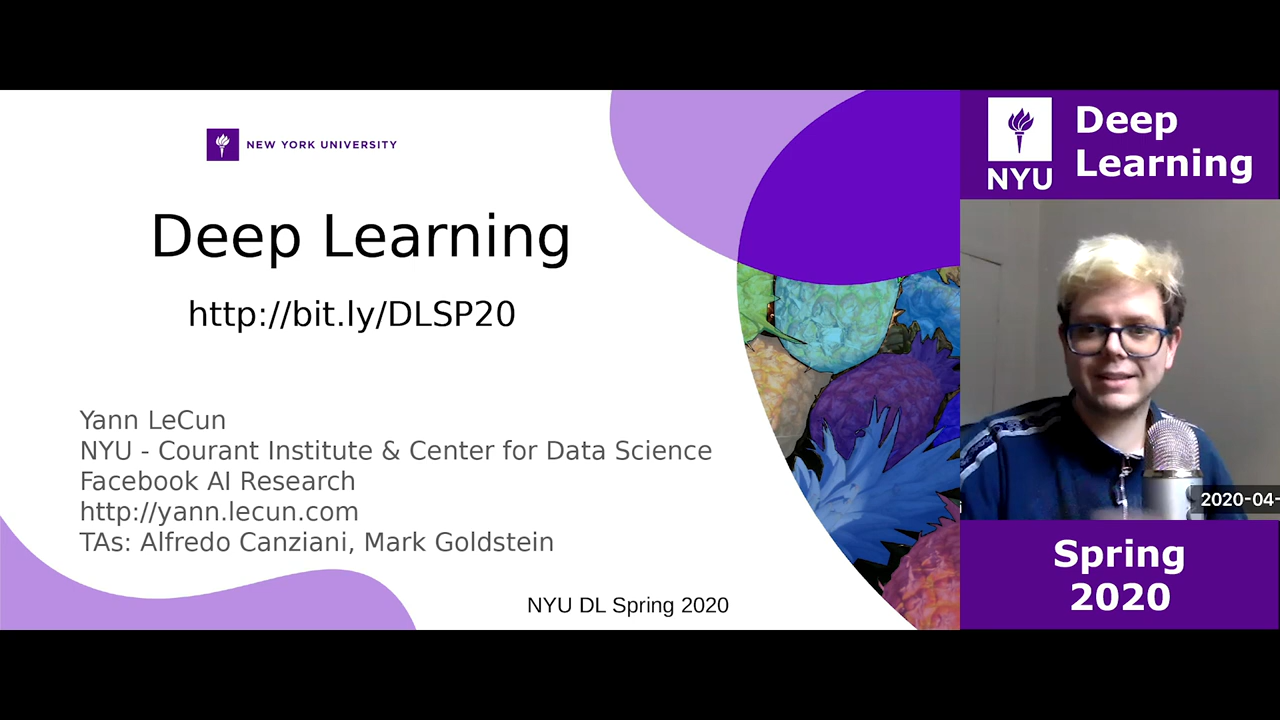 NEW YORK UNIVERSITY
Deep Learning
http://bit.ly/DLSP20
Yann LeCun
NYU - Courant Institute & Center for Data Science
Facebook AI Research
http://yann.lecun.com
TAs: Alfredo Canziani, Mark Goldstein
NYU DL Spring 2020
NYU
Deep
Learning
2020-04-
Spring
2020